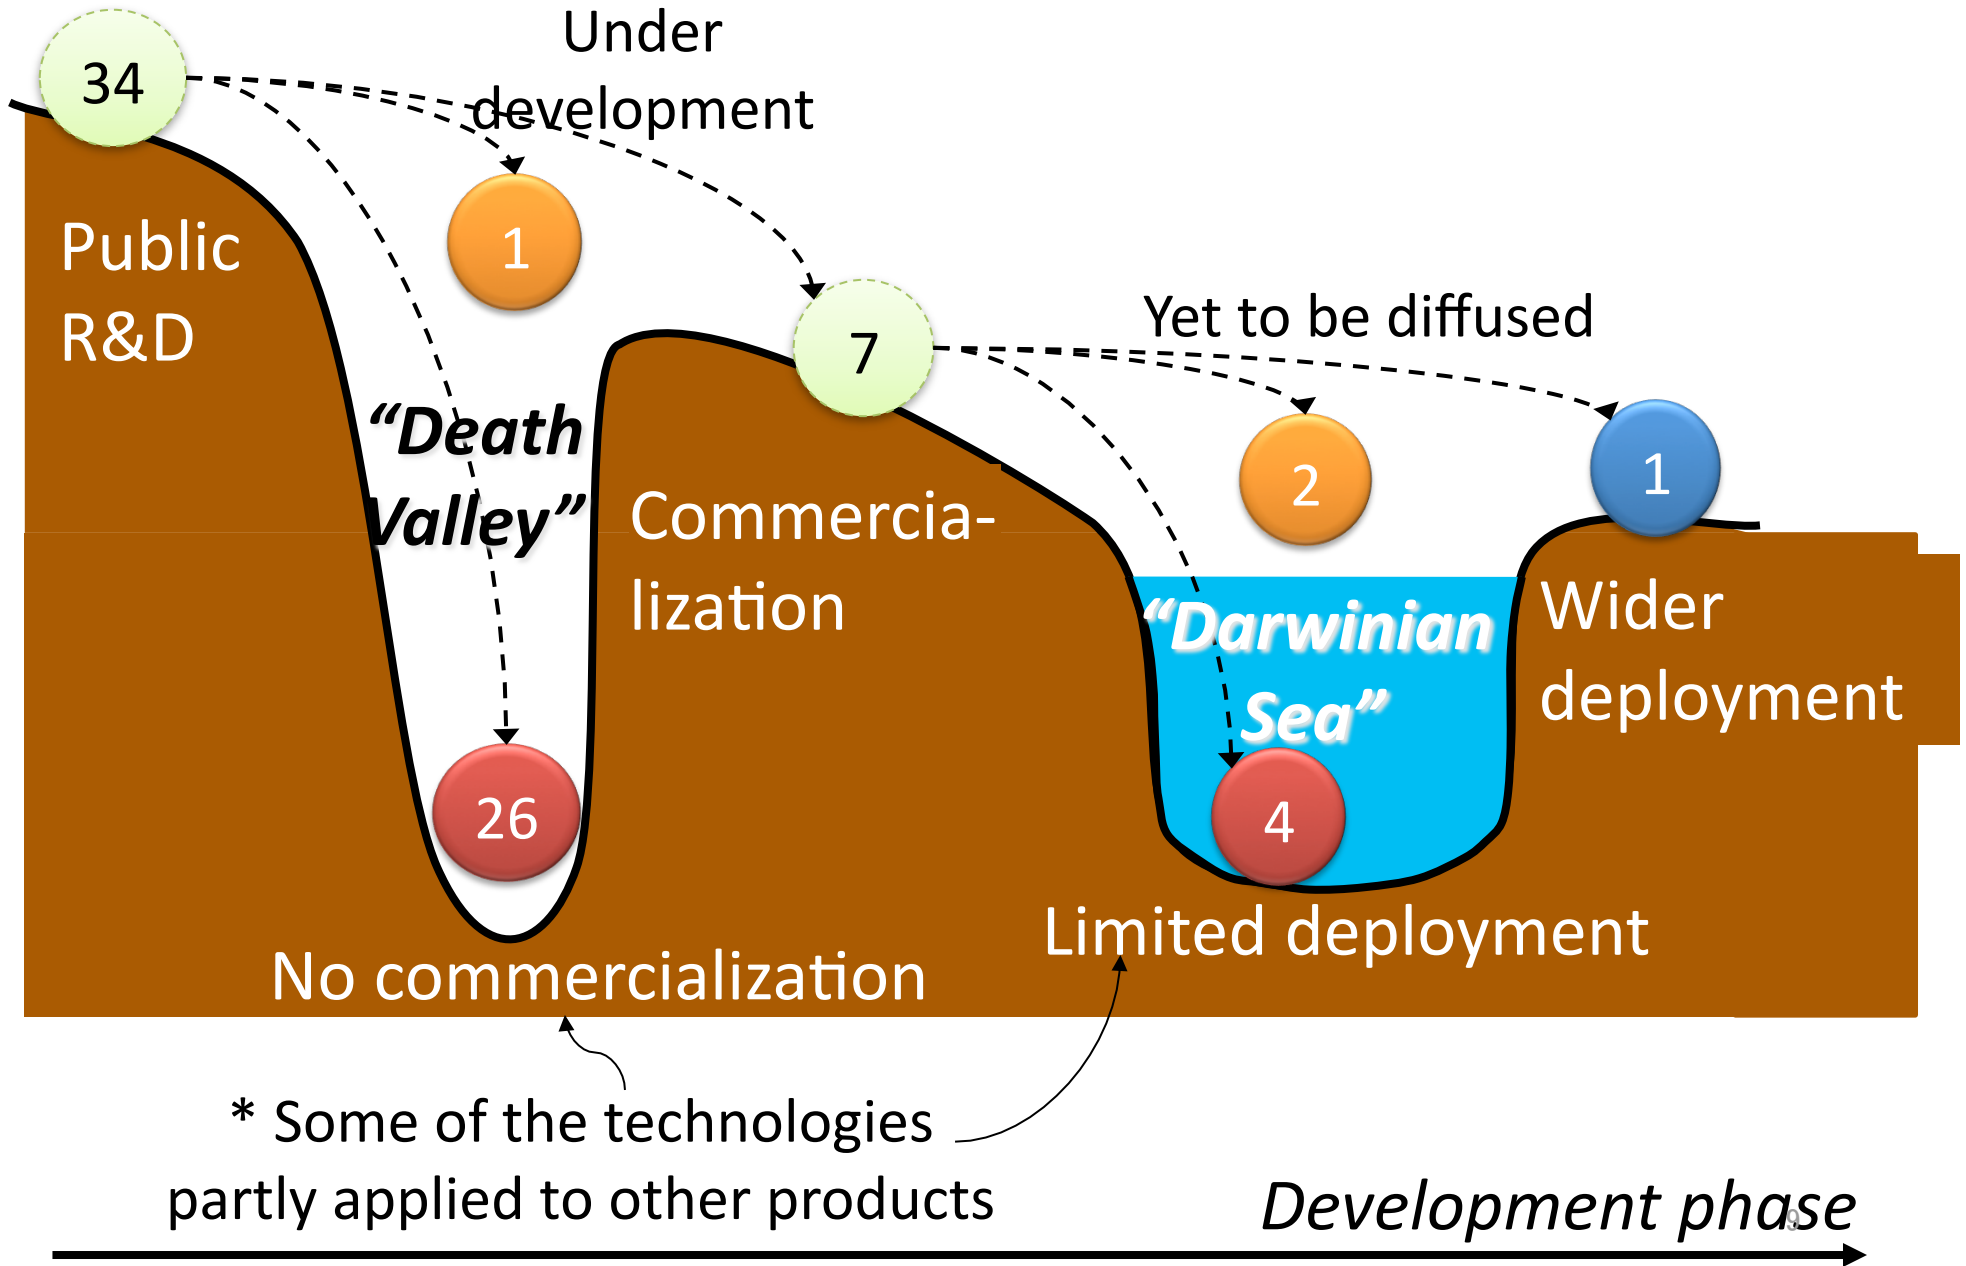 34
Under
development
1
Public
R&D
7
Yet to be diffused
“Death
Valley”
2
1
Commercia-
lization
“Darwinian
Sea”
Wider
deployment
26
4
Limited deployment
No commercialization
* Some of the technologies
partly applied to other products
Development phase
9